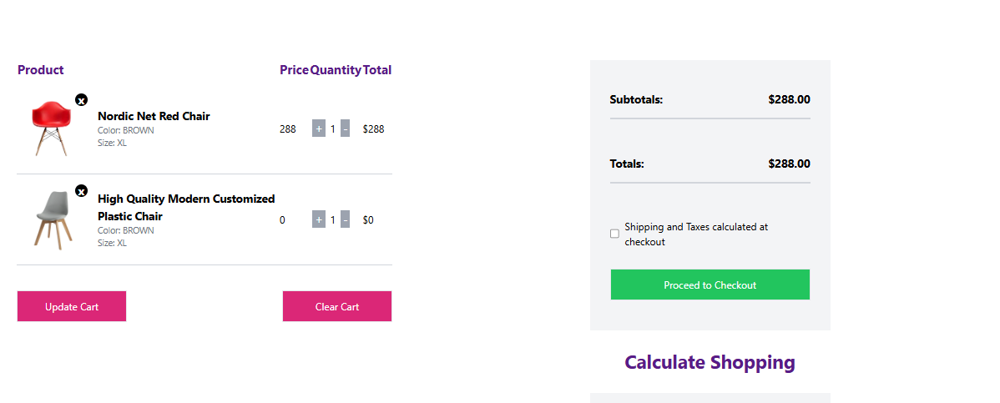 Product Price Quantity Total
x
Nordic Net Red Chair
Color: BROWN
Size: XL
288 + 1 - $288
x
High Quality Modern Customized
Plastic Chair
Color: BROWN
Size: XL
0 + 1 - $0
Update Cart
Clear Cart
Subtotals: $288.00
Totals: $288.00
Shipping and Taxes calculated at
checkout
Proceed to Checkout
Calculate Shopping